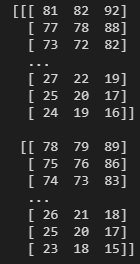 [[[ 81 82 92]
[ 77 78 88]
[ 73 72 82]
...
[ 27 22 19]
[ 25 20 17]
[ 24 19 16]]
[[ 78 79 89]
[ 75 76 86]
[ 74 73 83]
...
[ 26 21 18]
[ 25 20 17]
[ 23 18 15]]